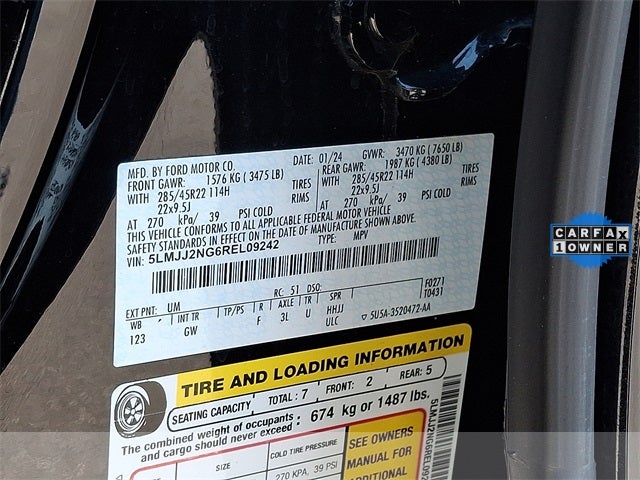 MFD. BY FORD MOTOR CO.
DATE: 01/24 GVWR: 3470 KG (7650 LB)
FRONT GAWR: 1576 KG (3475 LB)
REAR GAWR: 1987 KG (4380 LB)
WITH 285/45R22 114H TIRES
22x9.5J RIMS
WITH 285/45R22 114H TIRES
22x9.5J RIMS
AT 270 kPa/ 39 PSI COLD
AT 270 kPa/ 39 PSI COLD
THIS VEHICLE CONFORMS TO ALL APPLICABLE FEDERAL MOTOR VEHICLE
SAFETY STANDARDS IN EFFECT ON THE DATE OF MANUFACTURE SHOWN ABOVE.
VIN: 5LMJJ2NG6REL09242 TYPE: MPV
EXT PNT: UM RC: 51 DSO: F0271
T0431
WB INT TR TP/PS R AXLE TR SPR
123 GW F 3L U HHJJ
ULC 5U5A-3520472-AA
TIRE AND LOADING INFORMATION
SEATING CAPACITY TOTAL: 7 FRONT: 2 REAR: 5
The combined weight of occupants and cargo should never exceed: 674 kg or 1487 lbs.
SIZE COLD TIRE PRESSURE
270 KPA, 39 PSI
SEE OWNERS
MANUAL FOR
ADDITIONAL
CARFAX
1 OWNER